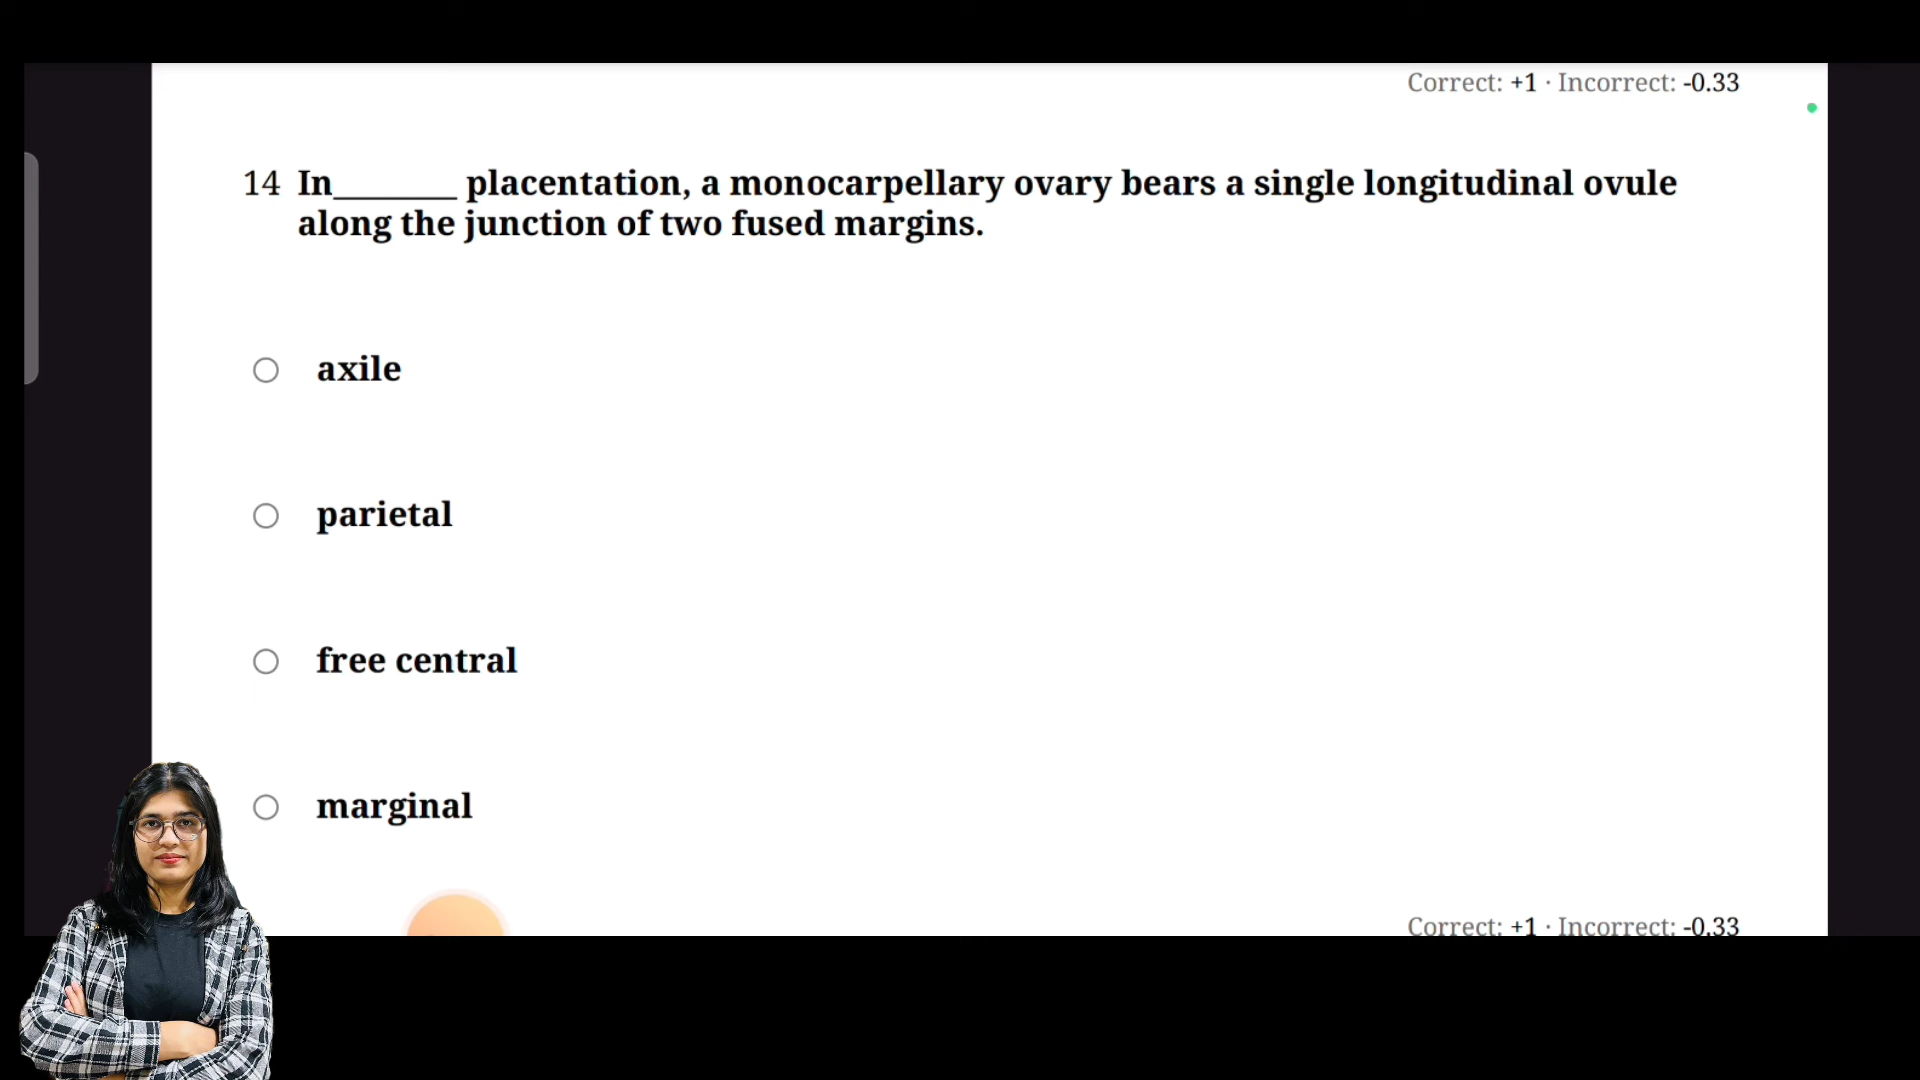 Correct: +1 · Incorrect: -0.33
14 In_______ placentation, a monocarpellary ovary bears a single longitudinal ovule
along the junction of two fused margins.
axile
parietal
free central
marginal
Correct: +1 · Incorrect: -0.33